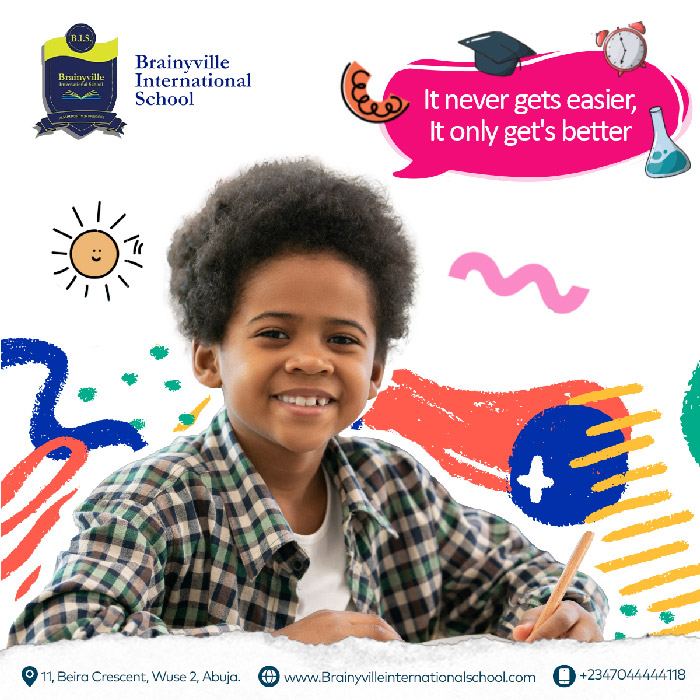 B.I.S.
Brainyville
International School
Brainyville
International
School
It never gets easier,
It only get's better
11, Beira Crescent, Wuse 2, Abuja.
www.Brainyvilleinternationalschool.com
+2347044444118